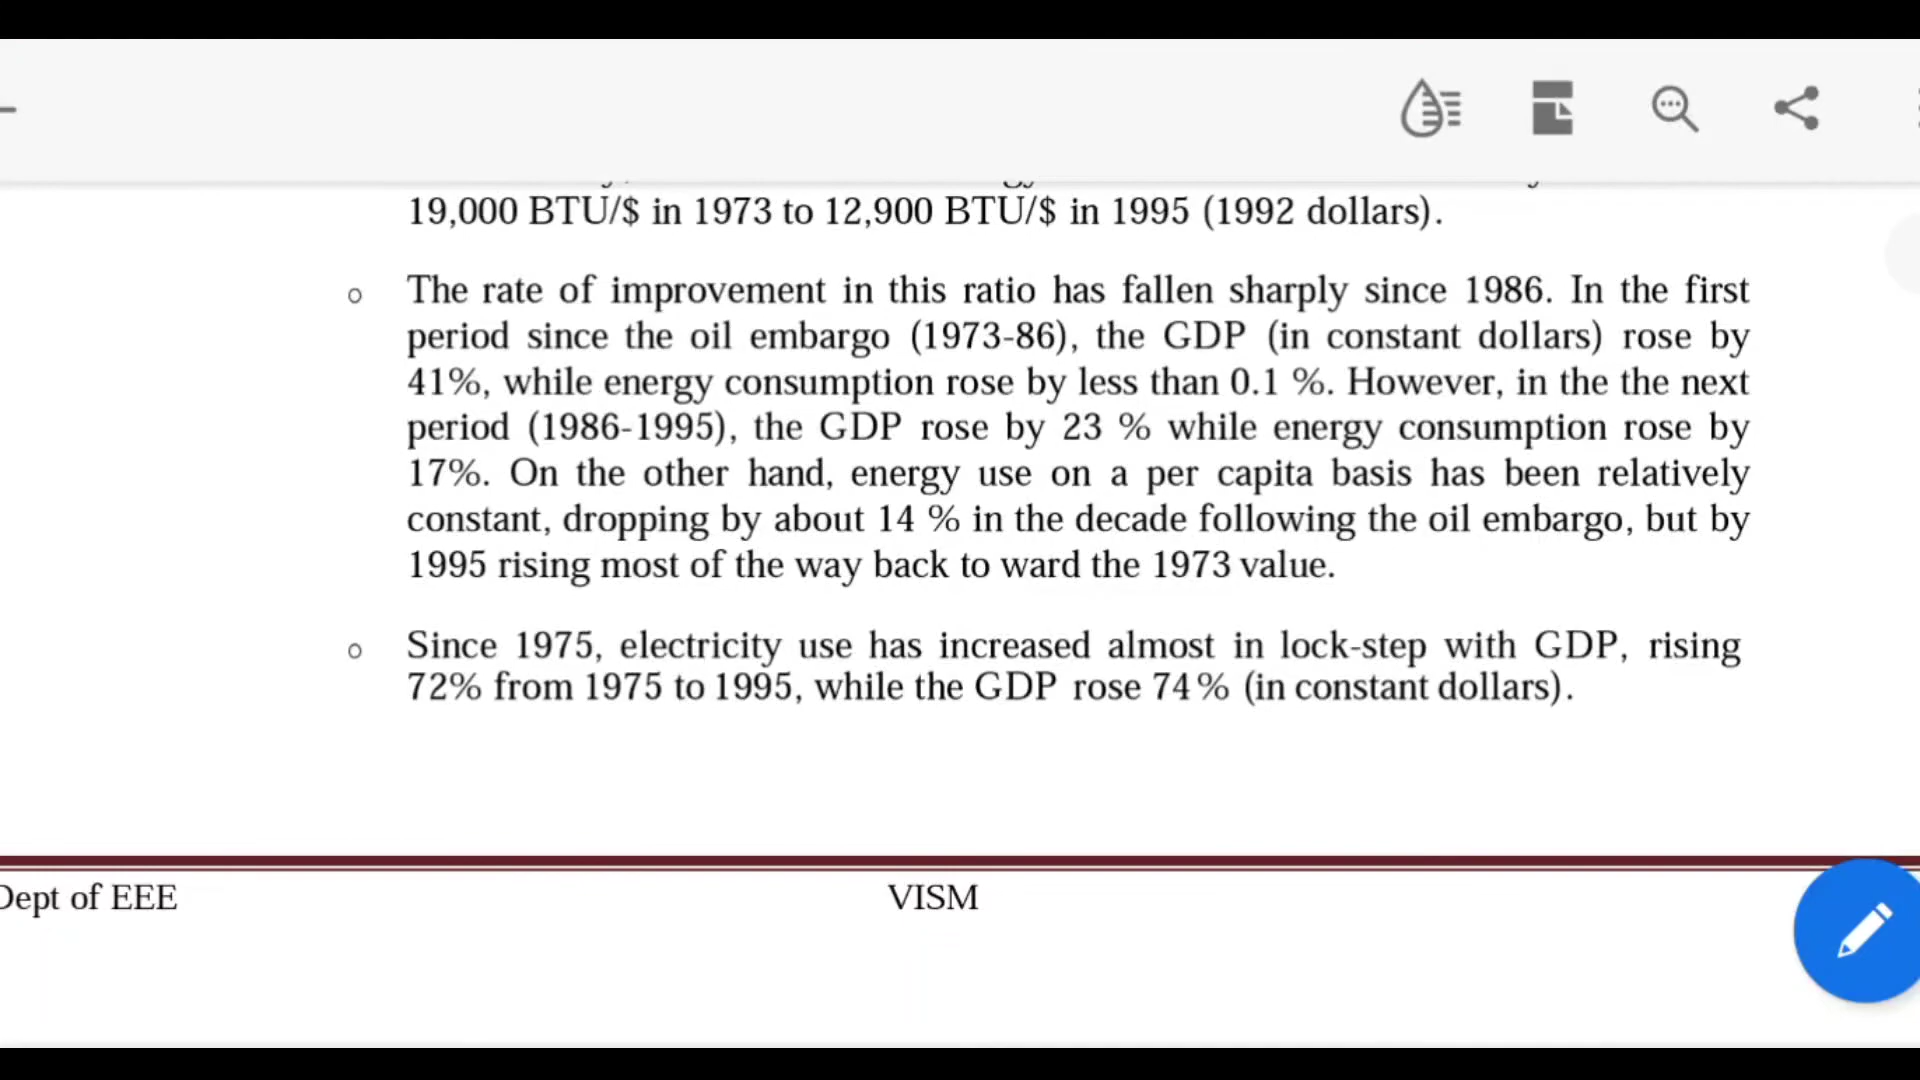 19,000 BTU/$ in 1973 to 12,900 BTU/$ in 1995 (1992 dollars).
o The rate of improvement in this ratio has fallen sharply since 1986. In the first
period since the oil embargo (1973-86), the GDP (in constant dollars) rose by
41%, while energy consumption rose by less than 0.1 %. However, in the the next
period (1986-1995), the GDP rose by 23 % while energy consumption rose by
17%. On the other hand, energy use on a per capita basis has been relatively
constant, dropping by about 14 % in the decade following the oil embargo, but by
1995 rising most of the way back to ward the 1973 value.
o Since 1975, electricity use has increased almost in lock-step with GDP, rising
72% from 1975 to 1995, while the GDP rose 74% (in constant dollars).
Dept of EEE VISM